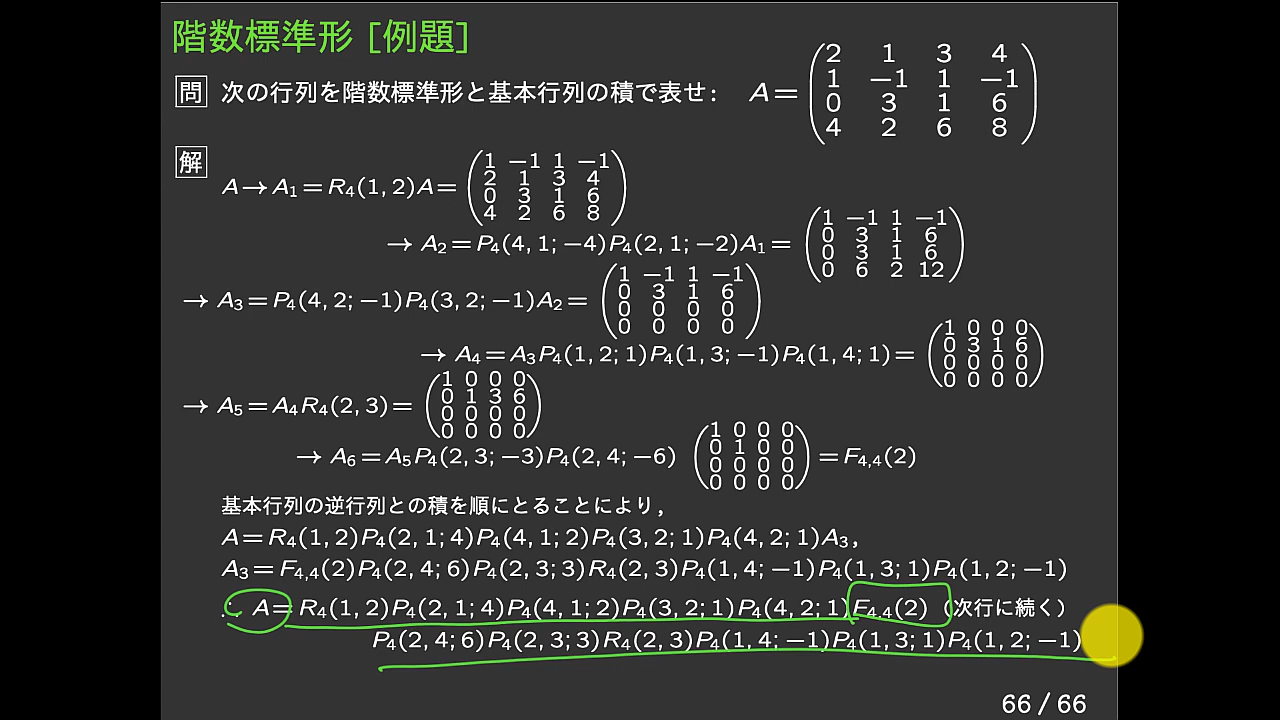 階数標準形 [例題]
問 次の行列を階数標準形と基本行列の積で表せ: A=
2 1 3 4
1 −1 1 −1
0 3 1 6
4 2 6 8
解
A→A₁=R₄(1,2)A=
1 −1 1 −1
2 1 3 4
0 3 1 6
4 2 6 8
→A₂=P₄(4,1;−4)P₄(2,1;−2)A₁=
1 −1 1 −1
0 3 1 6
0 3 1 6
0 6 2 12
→A₃=P₄(4,2;−1)P₄(3,2;−1)A₂=
1 −1 1 −1
0 3 1 6
0 0 0 0
0 0 0 0
→A₄=A₃P₄(1,2;1)P₄(1,3;−1)P₄(1,4;1)=
1 0 0 0
0 3 1 6
0 0 0 0
0 0 0 0
→A₅=A₄R₄(2,3)=
1 0 0 0
0 1 3 6
0 0 0 0
0 0 0 0
→A₆=A₅P₄(2,3;−3)P₄(2,4;−6)
1 0 0 0
0 1 0 0
0 0 0 0
0 0 0 0
=F₄,₄(2)
基本行列の逆行列との積を順にとることにより,
A=R₄(1,2)P₄(2,1;4)P₄(4,1;2)P₄(3,2;1)P₄(4,2;1)A₃,
A₃=F₄,₄(2)P₄(2,4;6)P₄(2,3;3)R₄(2,3)P₄(1,4;−1)P₄(1,3;1)P₄(1,2;−1)
∴ A=R₄(1,2)P₄(2,1;4)P₄(4,1;2)P₄(3,2;1)P₄(4,2;1)F₄,₄(2) (次行に続く)
P₄(2,4;6)P₄(2,3;3)R₄(2,3)P₄(1,4;−1)P₄(1,3;1)P₄(1,2;−1)
66 / 66